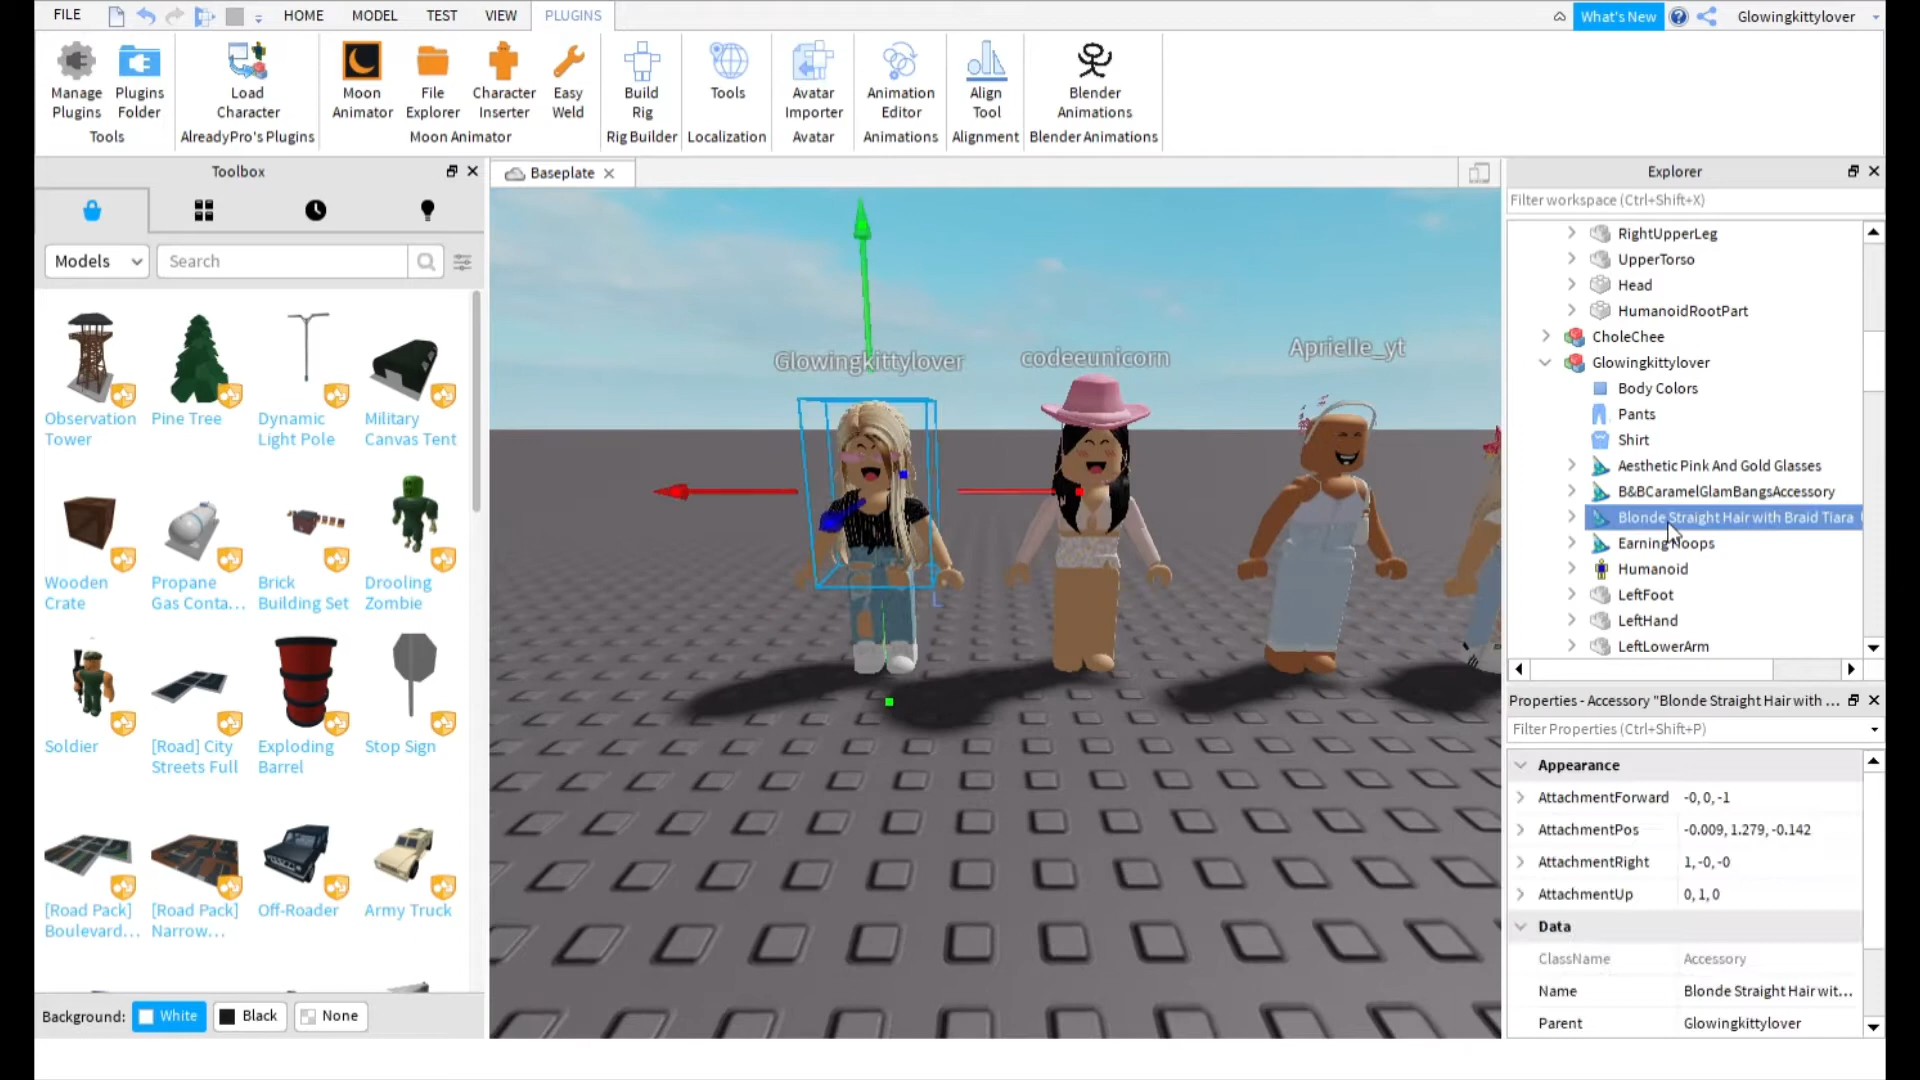 FILE
HOME
MODEL
TEST
VIEW
PLUGINS
What's New
Glowingkittylover
Manage
Plugins
Plugins
Folder
Tools
Load
Character
AlreadyPro's Plugins
Moon
Animator
File
Explorer
Character
Inserter
Easy
Weld
Moon Animator
Build
Rig
Rig Builder
Tools
Localization
Avatar
Importer
Avatar
Animation
Editor
Animations
Align
Tool
Alignment
Blender
Animations
Blender Animations
Toolbox
Models
Search
Observation
Tower
Pine Tree
Dynamic
Light Pole
Military
Canvas Tent
Wooden
Crate
Propane
Gas Conta...
Brick
Building Set
Drooling
Zombie
Soldier
[Road] City
Streets Full
Exploding
Barrel
Stop Sign
[Road Pack]
Boulevard...
[Road Pack]
Narrow...
Off-Roader
Army Truck
Background:
White
Black
None
Baseplate
Glowingkittylover
codeeunicorn
Aprielle_yt
Explorer
Filter workspace (Ctrl+Shift+X)
RightUpperLeg
UpperTorso
Head
HumanoidRootPart
CholeChee
Glowingkittylover
Body Colors
Pants
Shirt
Aesthetic Pink And Gold Glasses
B&BCaramelGlamBangsAccessory
Blonde Straight Hair with Braid Tiara
Earning Hoops
Humanoid
LeftFoot
LeftHand
LeftLowerArm
Properties - Accessory "Blonde Straight Hair with ...
Filter Properties (Ctrl+Shift+P)
Appearance
AttachmentForward -0, 0, -1
AttachmentPos -0.009, 1.279, -0.142
AttachmentRight 1, -0, -0
AttachmentUp 0, 1, 0
Data
ClassName Accessory
Name Blonde Straight Hair wit...
Parent Glowingkittylover